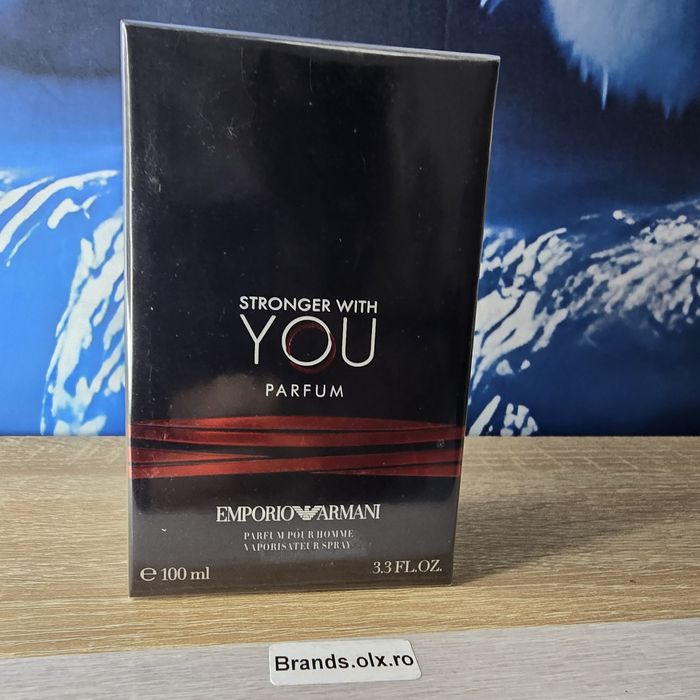 STRONGER WITH
YOU
PARFUM
EMPORIO ARMANI
PARFUM POUR HOMME
VAPORISATEUR SPRAY
℮ 100 ml 3.3 FL.OZ.
Brands.olx.ro